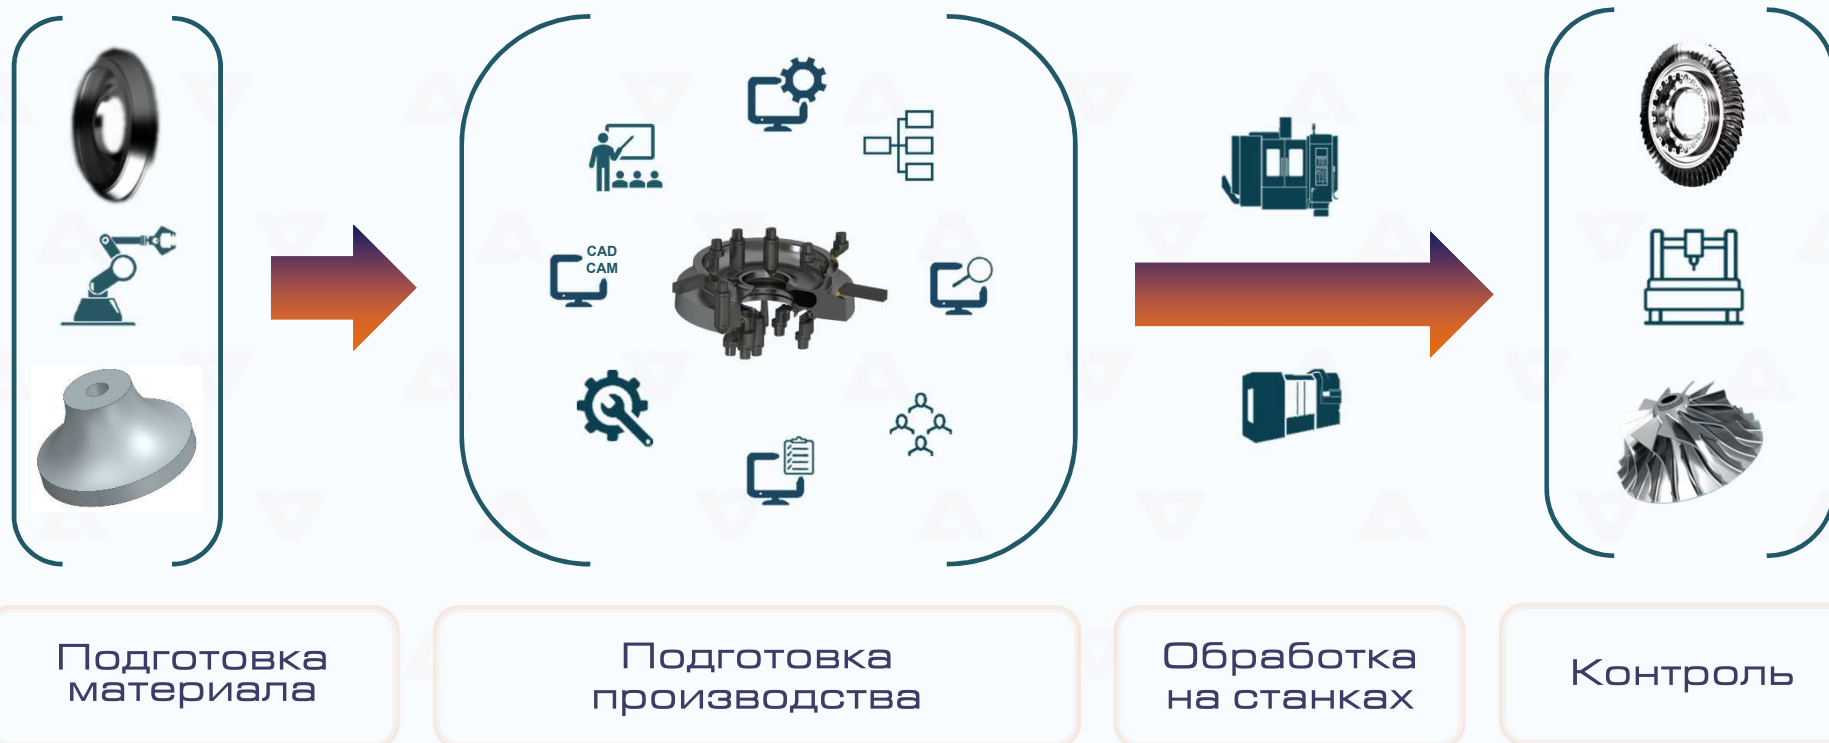 CAD
CAM
Подготовка
материала
Подготовка
производства
Обработка
на станках
Контроль